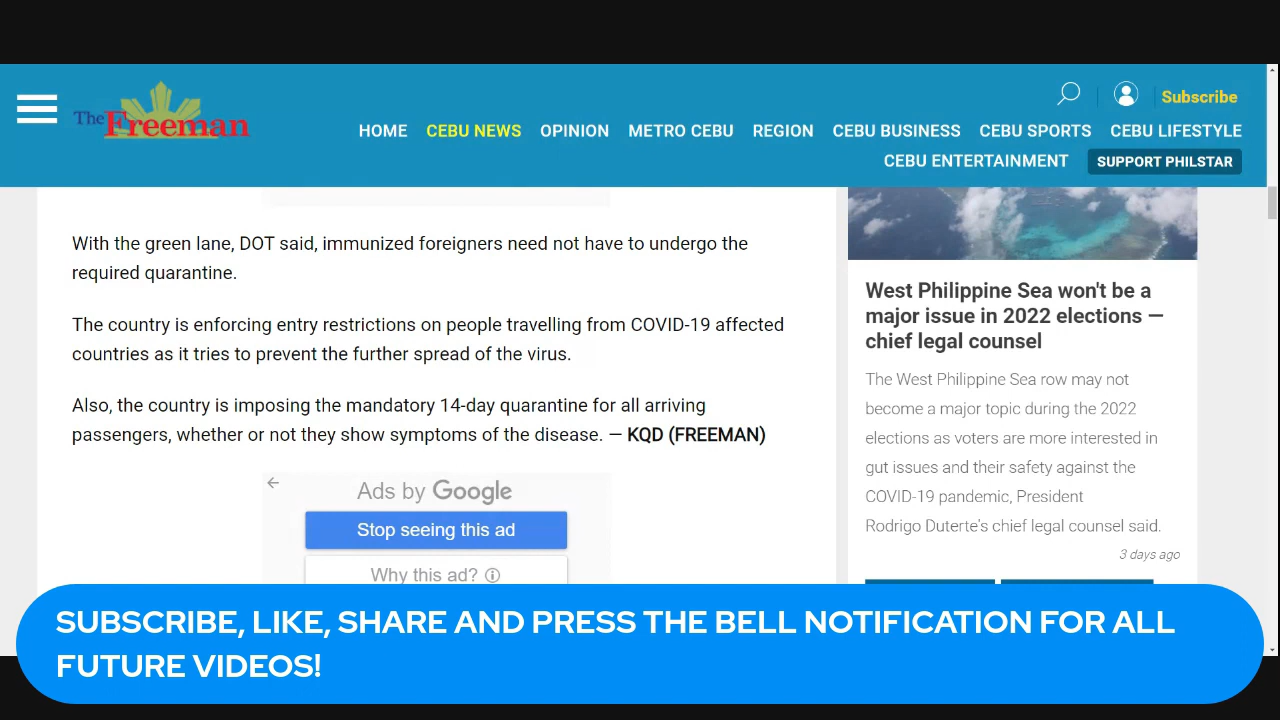 The Freeman
Subscribe
HOME CEBU NEWS OPINION METRO CEBU REGION CEBU BUSINESS CEBU SPORTS CEBU LIFESTYLE
CEBU ENTERTAINMENT SUPPORT PHILSTAR
With the green lane, DOT said, immunized foreigners need not have to undergo the
required quarantine.
The country is enforcing entry restrictions on people travelling from COVID-19 affected
countries as it tries to prevent the further spread of the virus.
Also, the country is imposing the mandatory 14-day quarantine for all arriving
passengers, whether or not they show symptoms of the disease. — KQD (FREEMAN)
Ads by Google
Stop seeing this ad
Why this ad?
West Philippine Sea won't be a
major issue in 2022 elections —
chief legal counsel
The West Philippine Sea row may not
become a major topic during the 2022
elections as voters are more interested in
gut issues and their safety against the
COVID-19 pandemic, President
Rodrigo Duterte's chief legal counsel said.
3 days ago
SUBSCRIBE, LIKE, SHARE AND PRESS THE BELL NOTIFICATION FOR ALL
FUTURE VIDEOS!